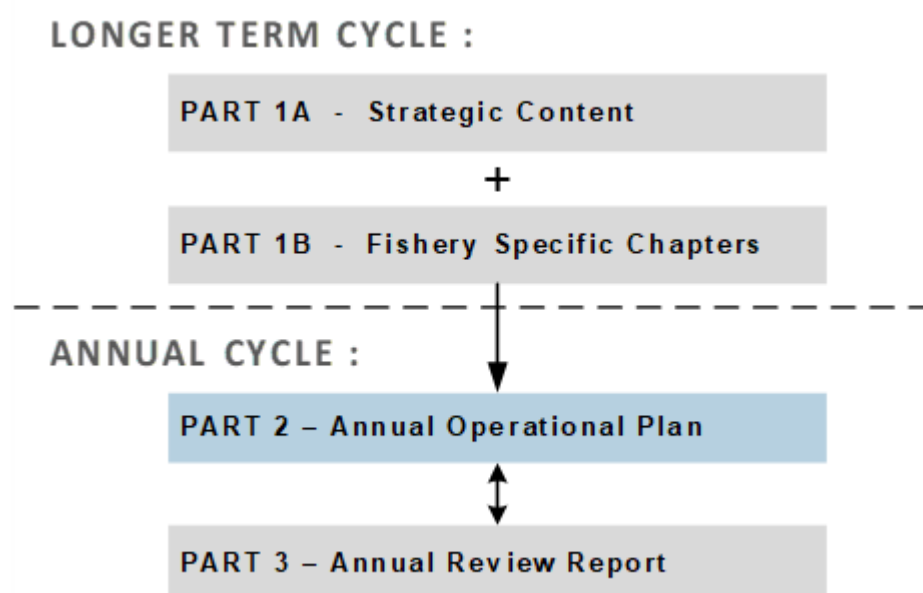 LONGER TERM CYCLE :
PART 1A - Strategic Content
+
PART 1B - Fishery Specific Chapters
ANNUAL CYCLE :
PART 2 – Annual Operational Plan
PART 3 – Annual Review Report